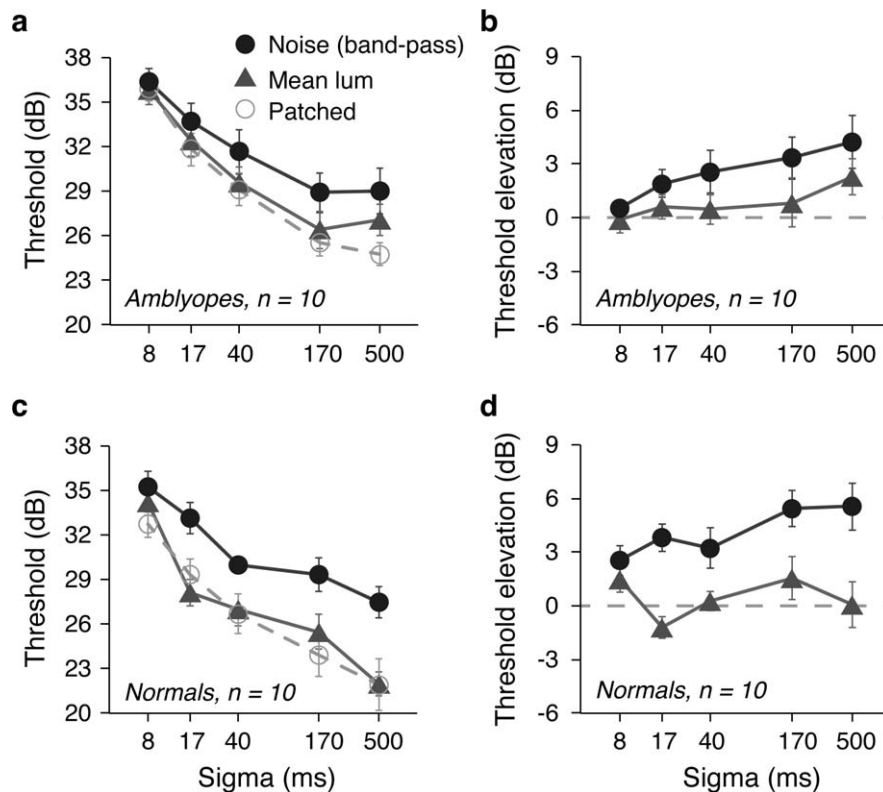 a
Threshold (dB)
38
35
32
29
26
23
20
Noise (band-pass)
Mean lum
Patched
Amblyopes, n = 10
8 17 40 170 500
b
Threshold elevation (dB)
9
6
3
0
-3
-6
Amblyopes, n = 10
8 17 40 170 500
c
Threshold (dB)
38
35
32
29
26
23
20
Normals, n = 10
8 17 40 170 500
Sigma (ms)
d
Threshold elevation (dB)
9
6
3
0
-3
-6
Normals, n = 10
8 17 40 170 500
Sigma (ms)